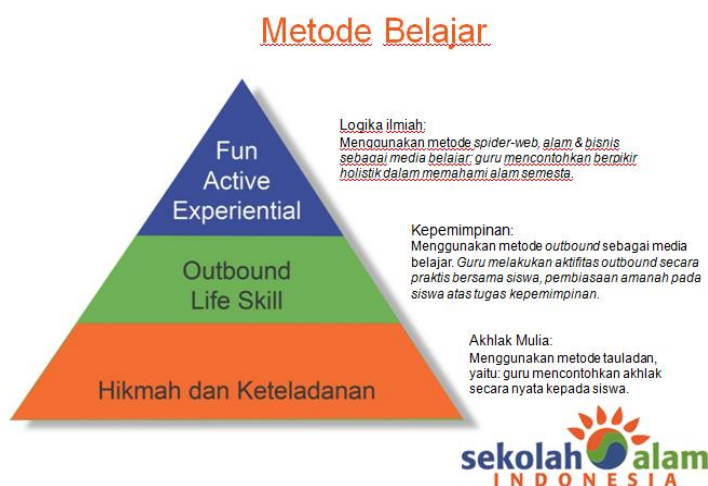 Metode Belajar
Fun
Active
Experiential
Logika ilmiah:
Menggunakan metode spider-web, alam & bisnis
sebagai media belajar; guru mencontohkan berpikir
holistik dalam memahami alam semesta.
Outbound
Life Skill
Kepemimpinan:
Menggunakan metode outbound sebagai media
belajar. Guru melakukan aktifitas outbound secara
praktis bersama siswa, pembiasaan amanah pada
siswa atas tugas kepemimpinan.
Hikmah dan Keteladanan
Akhlak Mulia:
Menggunakan metode tauladan,
yaitu: guru mencontohkan akhlak
secara nyata kepada siswa.
sekolah alam
INDONESIA